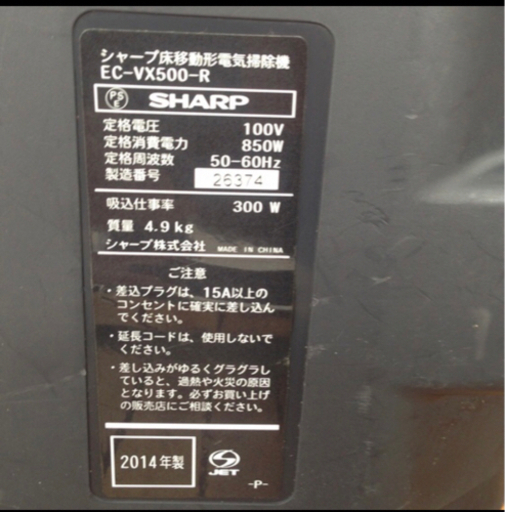 シャープ床移動形電気掃除機
EC-VX500-R
PS
E
SHARP
定格電圧 100V
定格消費電力 850W
定格周波数 50-60Hz
製造番号 26374
吸込仕事率 300 W
質量 4.9kg
シャープ株式会社 MADE IN CHINA
ご注意
・差込プラグは、15A以上の
コンセントに確実に差し込ん
でください。
・延長コードは、使用しないで
ください。
・差し込みがゆるくグラグラ
していると、過熱や火災の原因
となります。必ずお買い上げ
の販売店にご相談ください。
2014年製
JET
-P-